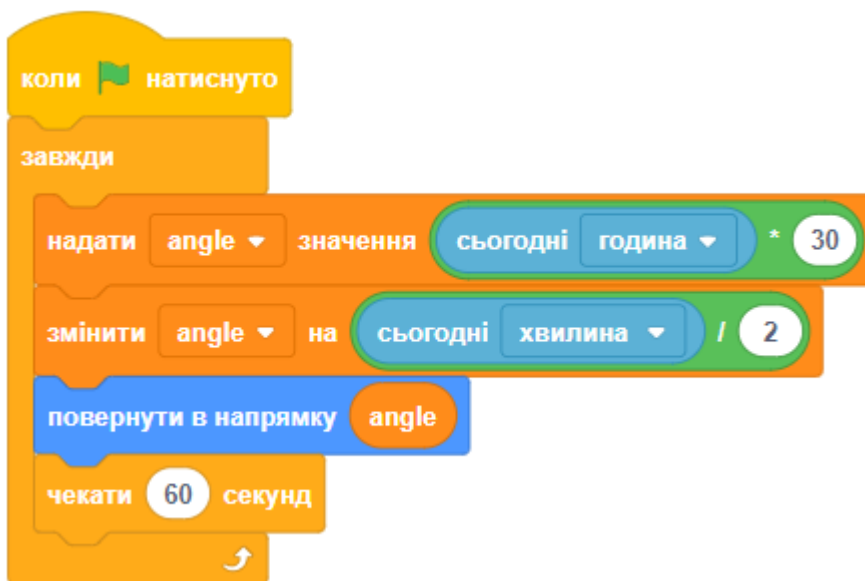 коли натиснуто
завжди
надати angle значення сьогодні година * 30
змінити angle на сьогодні хвилина / 2
повернути в напрямку angle
чекати 60 секунд